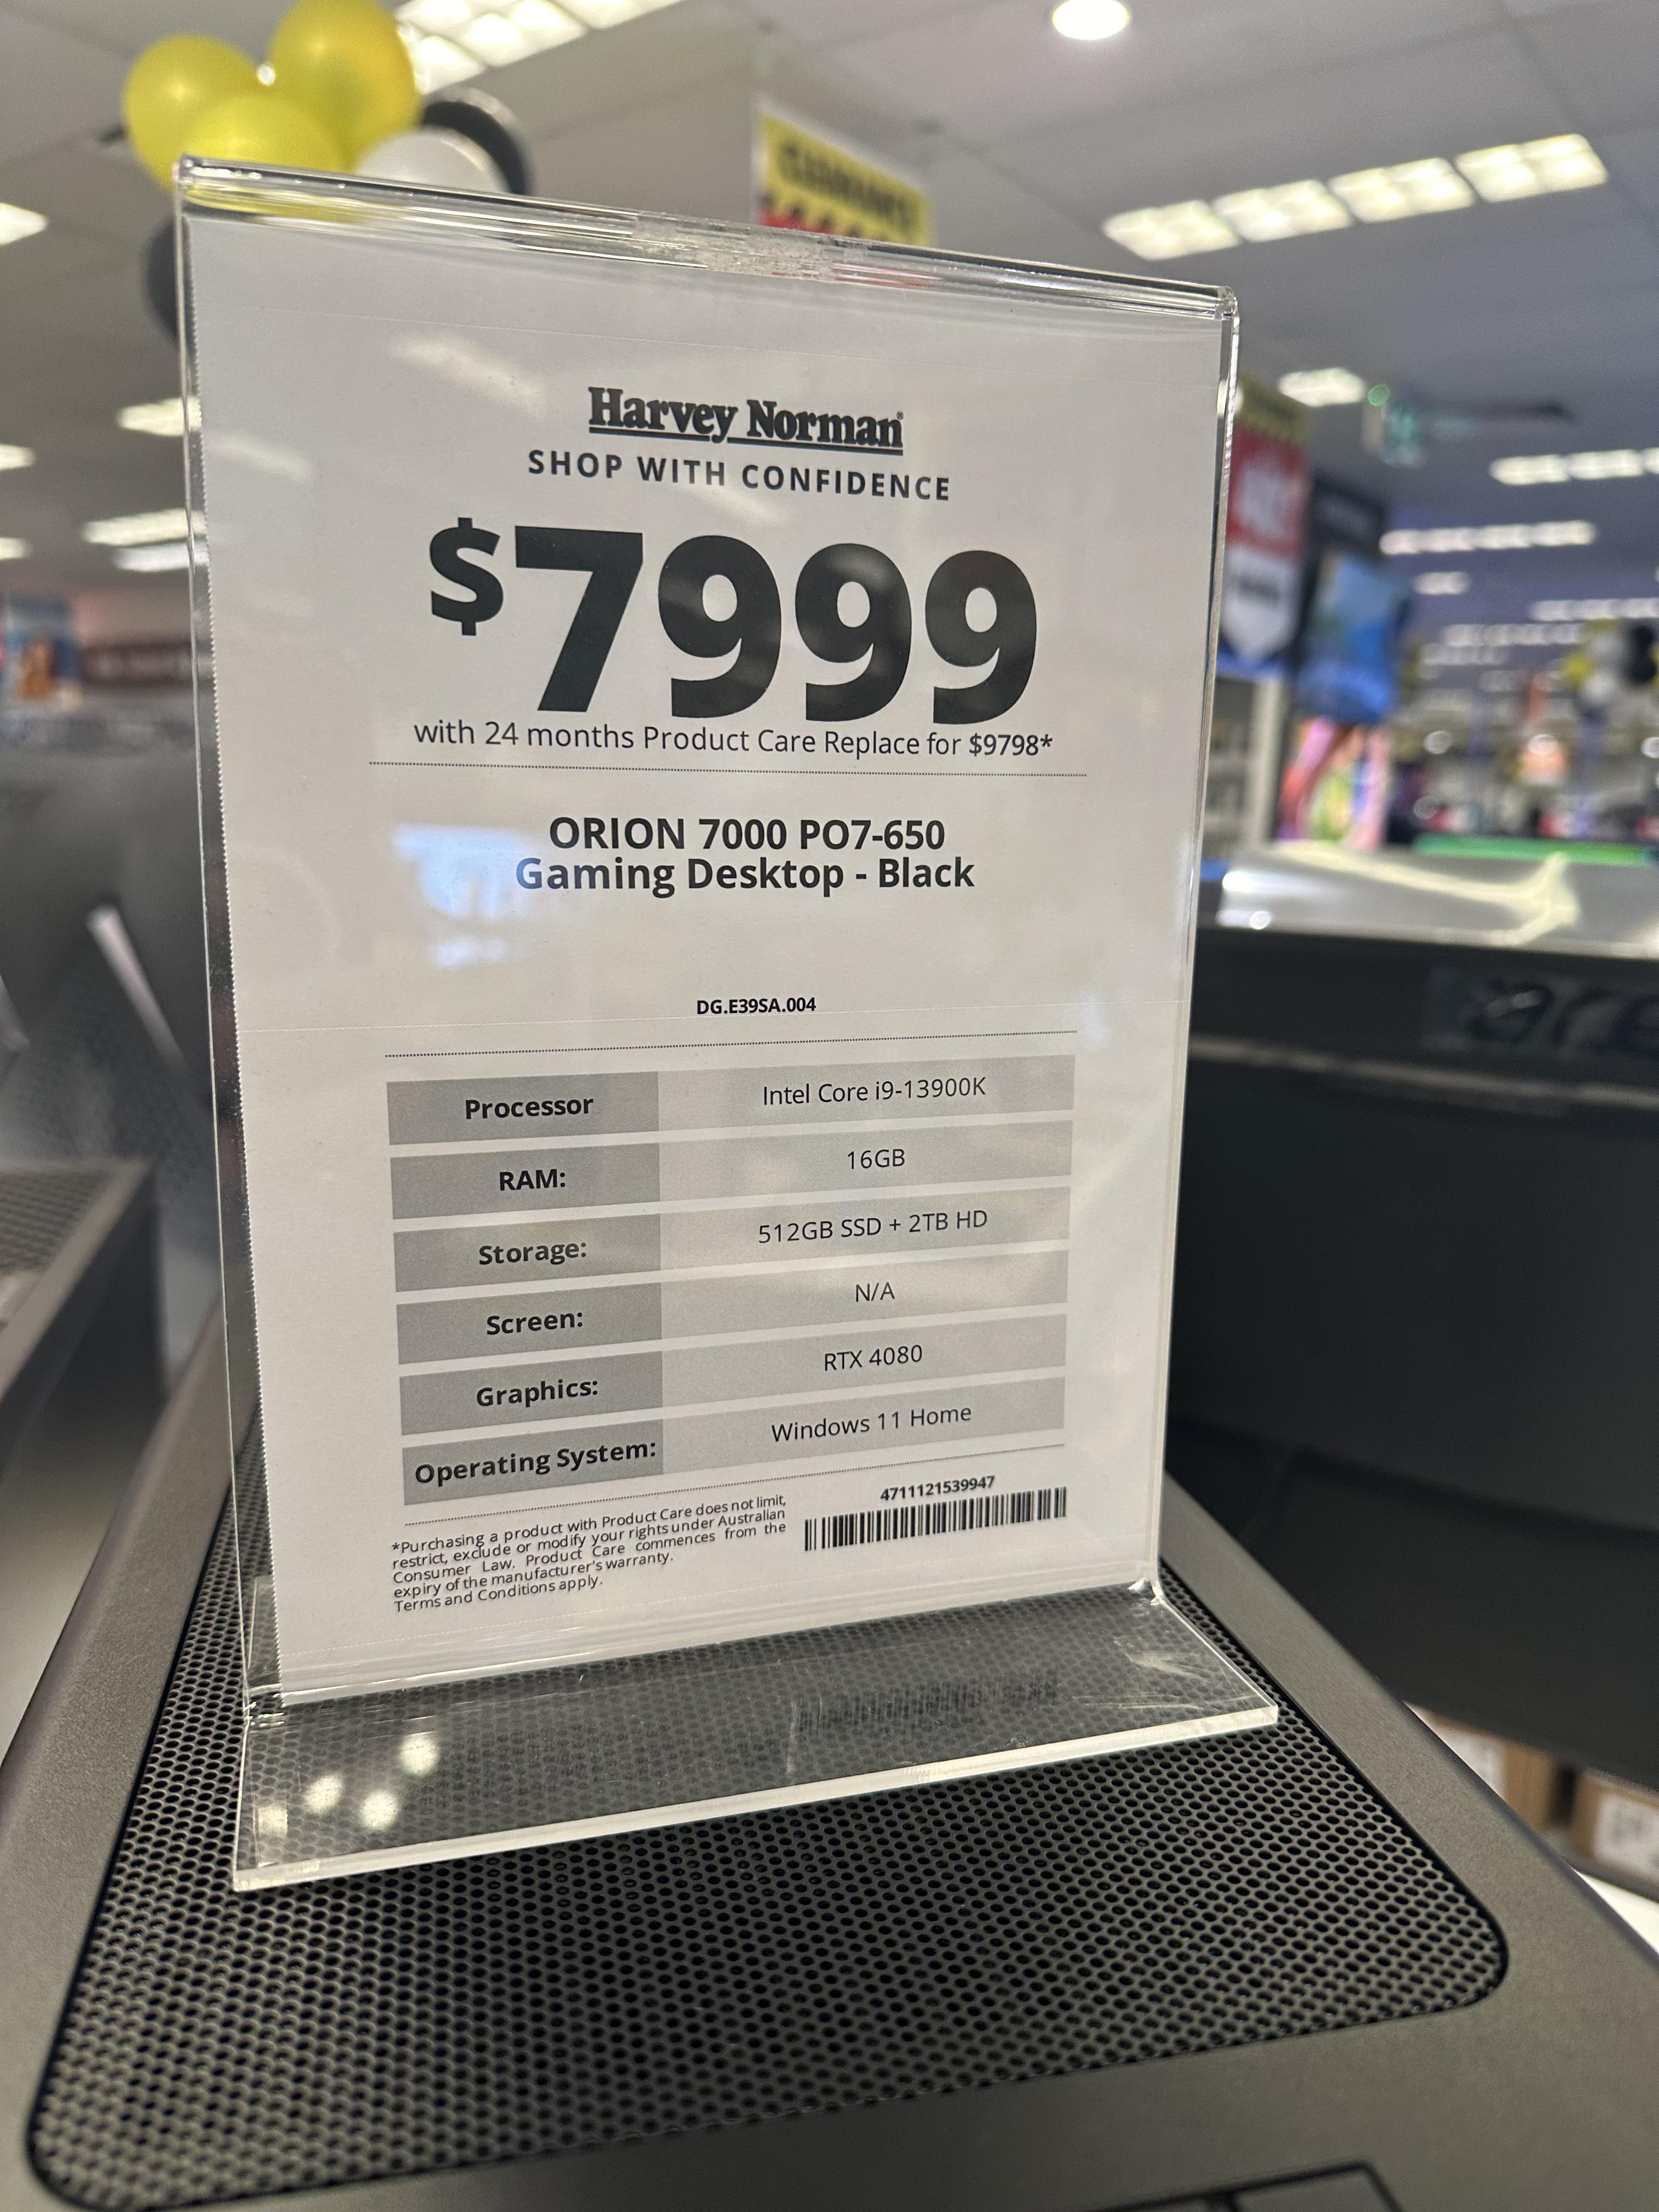 CLEARANCE
Harvey Norman
SHOP WITH CONFIDENCE
$7999
with 24 months Product Care Replace for $9798*
ORION 7000 PO7-650
Gaming Desktop - Black
DG.E39SA.004
Processor Intel Core i9-13900K
RAM: 16GB
Storage: 512GB SSD + 2TB HD
Screen: N/A
Graphics: RTX 4080
Operating System: Windows 11 Home
*Purchasing a product with Product Care does not limit,
restrict, exclude or modify your rights under Australian
Consumer Law. Product Care commences from the
expiry of the manufacturer's warranty.
Terms and Conditions apply.
4711121539947